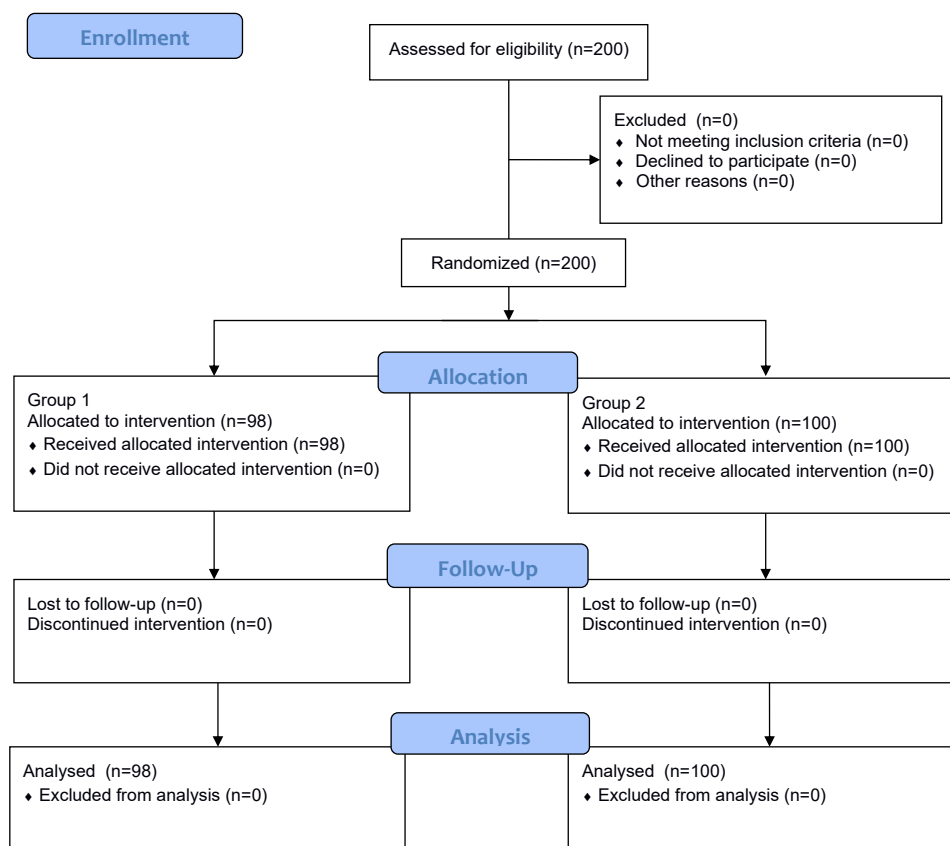 Enrollment
Assessed for eligibility (n=200)
Excluded  (n=0)
♦ Not meeting inclusion criteria (n=0)
♦ Declined to participate (n=0)
♦ Other reasons (n=0)
Randomized (n=200)
Allocation
Group 1
Allocated to intervention (n=98)
♦ Received allocated intervention (n=98)
♦ Did not receive allocated intervention (n=0)
Group 2
Allocated to intervention (n=100)
♦ Received allocated intervention (n=100)
♦ Did not receive allocated intervention (n=0)
Follow-Up
Lost to follow-up (n=0)
Discontinued intervention (n=0)
Lost to follow-up (n=0)
Discontinued intervention (n=0)
Analysis
Analysed  (n=98)
♦ Excluded from analysis (n=0)
Analysed  (n=100)
♦ Excluded from analysis (n=0)